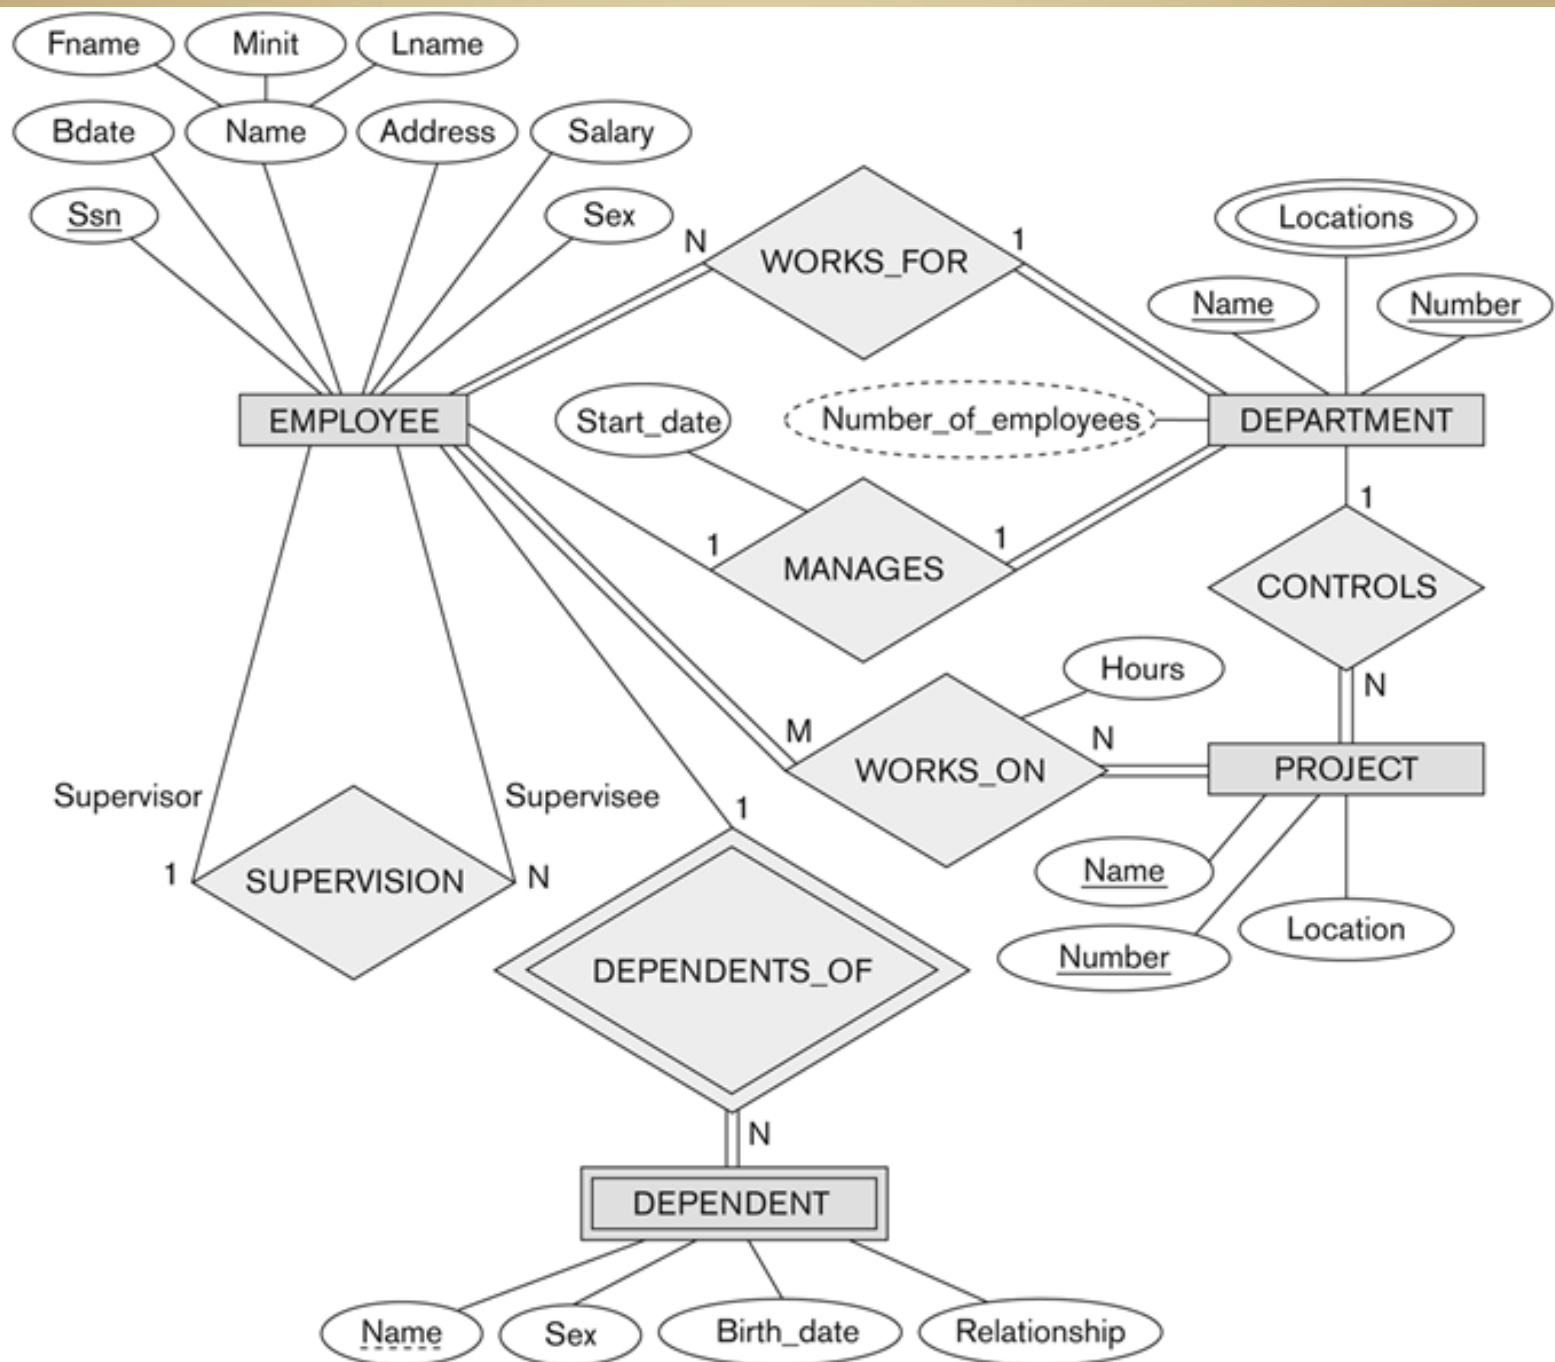 Fname Minit Lname
Bdate Name Address Salary
Ssn Sex
N WORKS_FOR 1
Locations
Name Number
EMPLOYEE
Start_date
Number_of_employees
DEPARTMENT
1 MANAGES 1
1
CONTROLS
N
Hours
M WORKS_ON N
PROJECT
Name
Number
Location
Supervisor Supervisee
1 SUPERVISION N
1
DEPENDENTS_OF
N
DEPENDENT
Name Sex Birth_date Relationship